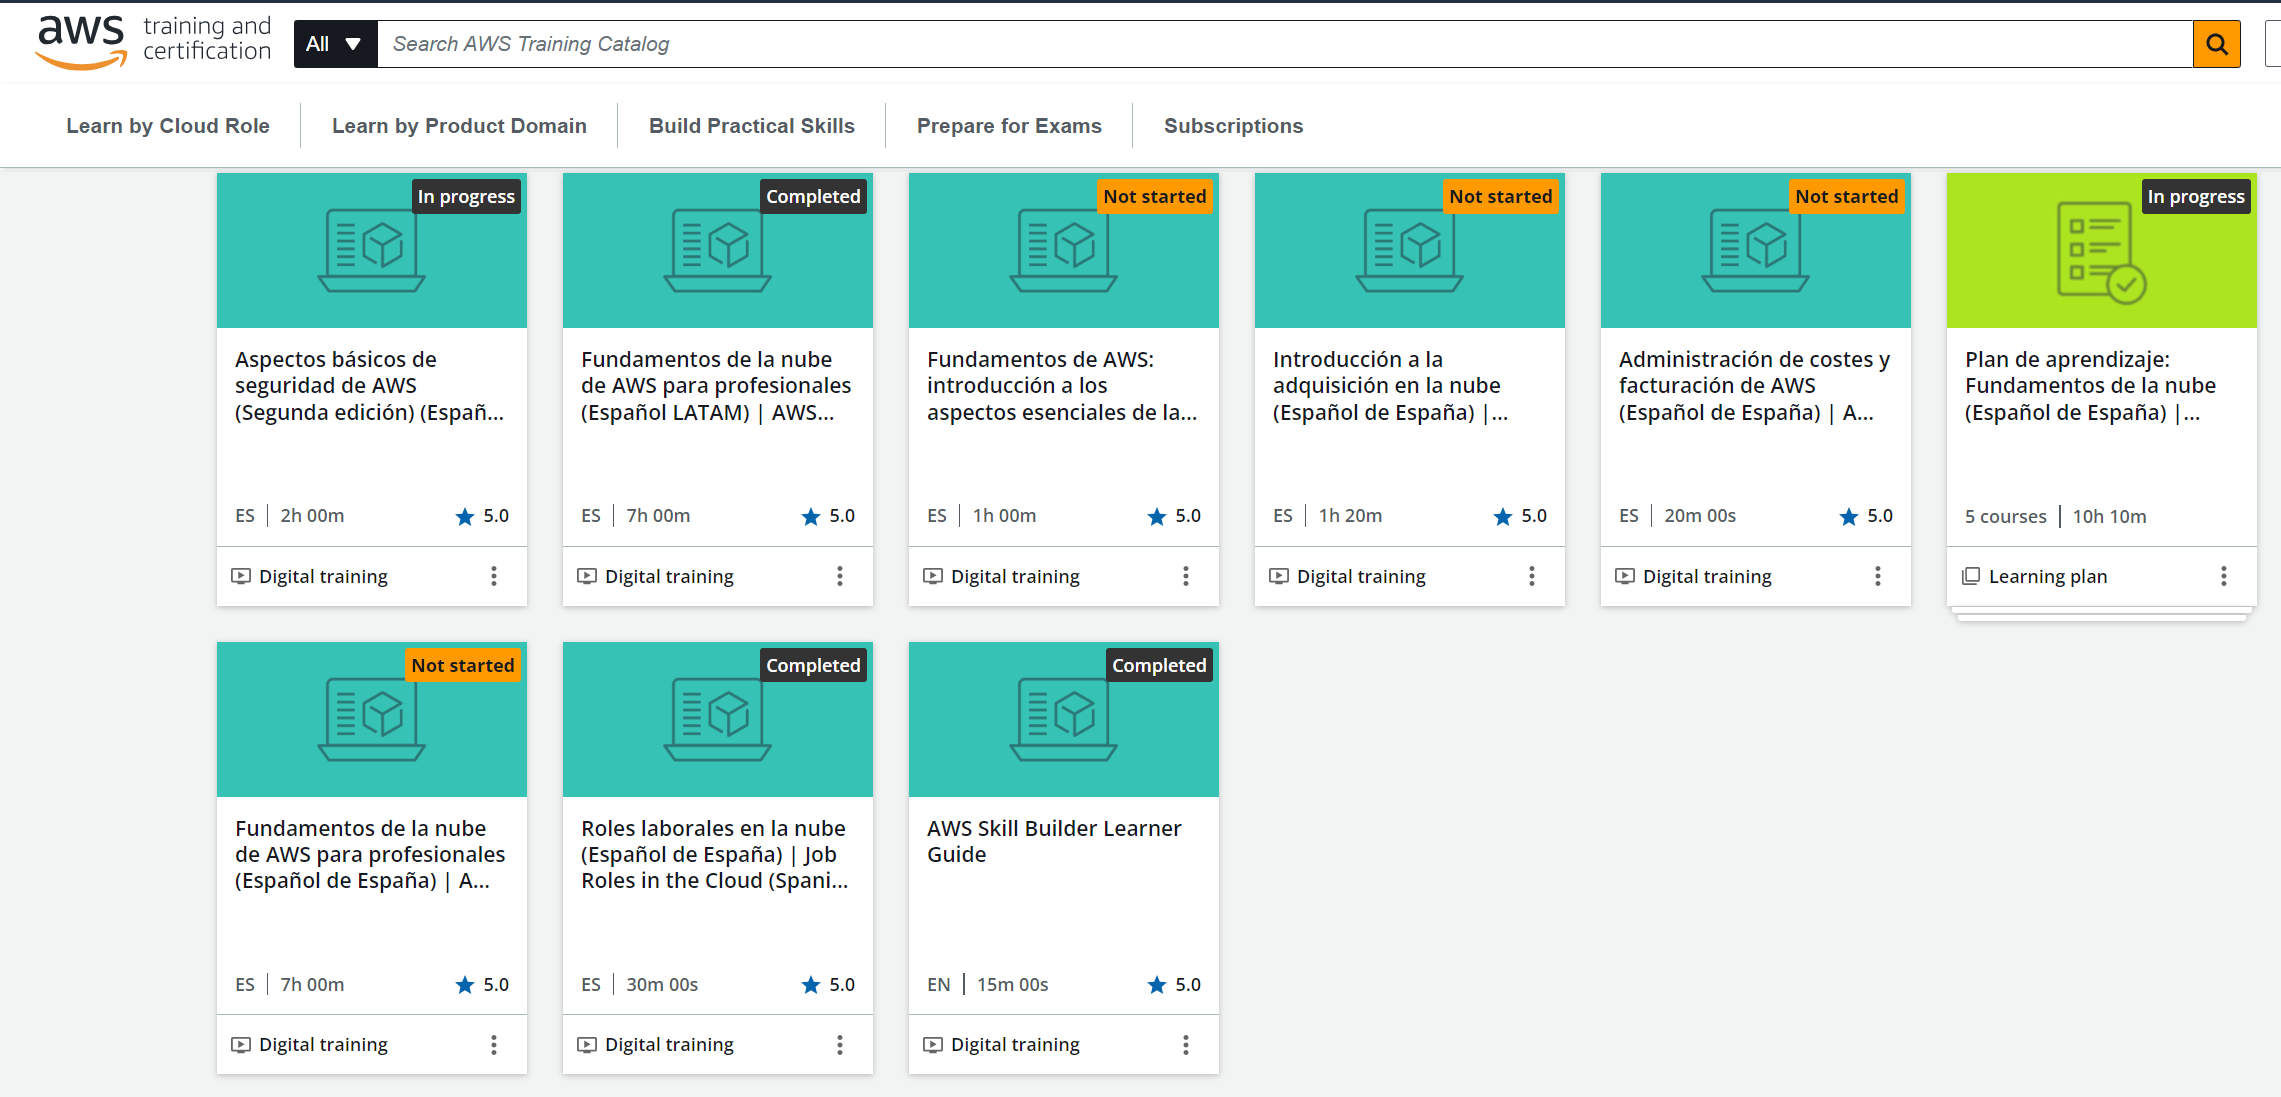 aws training and certification
All
Search AWS Training Catalog
Learn by Cloud Role
Learn by Product Domain
Build Practical Skills
Prepare for Exams
Subscriptions
In progress
Aspectos básicos de
seguridad de AWS
(Segunda edición) (Españ...
ES | 2h 00m
5.0
Digital training
Completed
Fundamentos de la nube
de AWS para profesionales
(Español LATAM) | AWS...
ES | 7h 00m
5.0
Digital training
Not started
Fundamentos de AWS:
introducción a los
aspectos esenciales de la...
ES | 1h 00m
5.0
Digital training
Not started
Introducción a la
adquisición en la nube
(Español de España) |...
ES | 1h 20m
5.0
Digital training
Not started
Administración de costes y
facturación de AWS
(Español de España) | A...
ES | 20m 00s
5.0
Digital training
In progress
Plan de aprendizaje:
Fundamentos de la nube
(Español de España) |...
5 courses | 10h 10m
Learning plan
Not started
Fundamentos de la nube
de AWS para profesionales
(Español de España) | A...
ES | 7h 00m
5.0
Digital training
Completed
Roles laborales en la nube
(Español de España) | Job
Roles in the Cloud (Spani...
ES | 30m 00s
5.0
Digital training
Completed
AWS Skill Builder Learner
Guide
EN | 15m 00s
5.0
Digital training